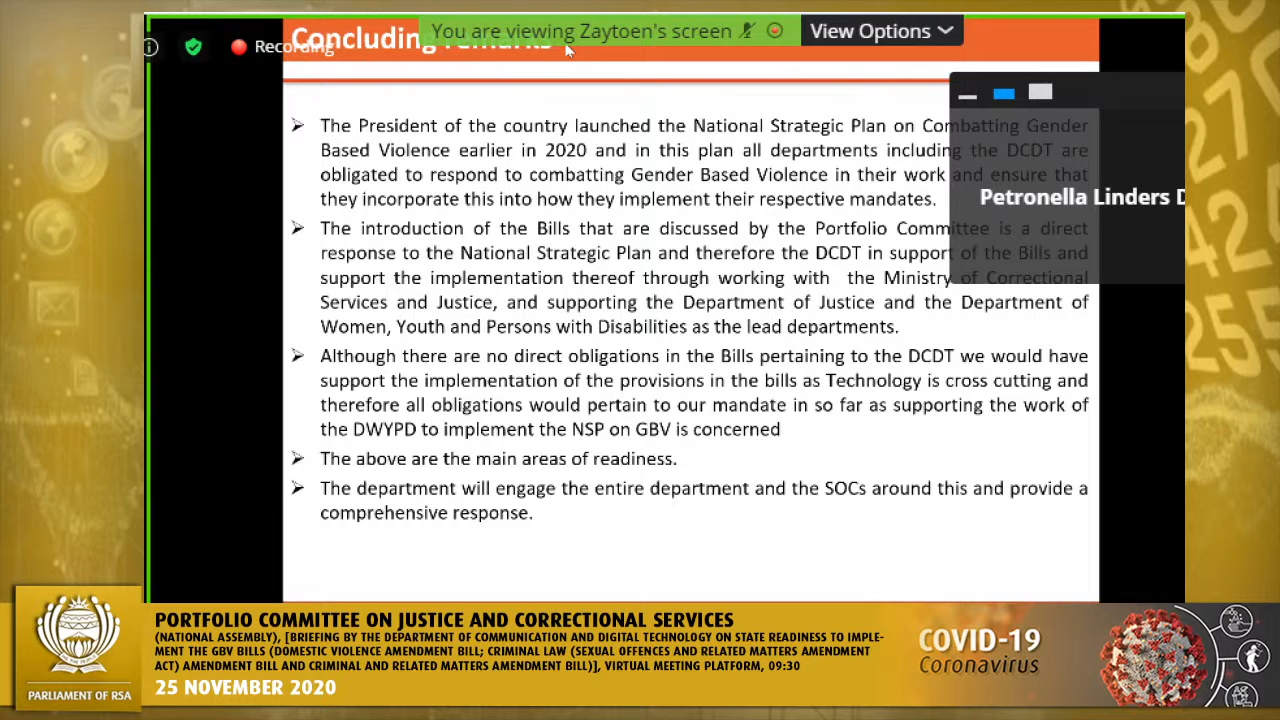 You are viewing Zaytoen's screen
View Options
Recording
Concluding remarks
The President of the country launched the National Strategic Plan on Combatting Gender
Based Violence earlier in 2020 and in this plan all departments including the DCDT are
obligated to respond to combatting Gender Based Violence in their work and ensure that
they incorporate this into how they implement their respective mandates.
The introduction of the Bills that are discussed by the Portfolio Committee is a direct
response to the National Strategic Plan and therefore the DCDT in support of the Bills and
support the implementation thereof through working with the Ministry of Correctional
Services and Justice, and supporting the Department of Justice and the Department of
Women, Youth and Persons with Disabilities as the lead departments.
Although there are no direct obligations in the Bills pertaining to the DCDT we would have
support the implementation of the provisions in the bills as Technology is cross cutting and
therefore all obligations would pertain to our mandate in so far as supporting the work of
the DWYPD to implement the NSP on GBV is concerned
The above are the main areas of readiness.
The department will engage the entire department and the SOCs around this and provide a
comprehensive response.
Petronella Linders D
PARLIAMENT OF RSA
PORTFOLIO COMMITTEE ON JUSTICE AND CORRECTIONAL SERVICES
(NATIONAL ASSEMBLY), [BRIEFING BY THE DEPARTMENT OF COMMUNICATION AND DIGITAL TECHNOLOGY ON STATE READINESS TO IMPLE-
MENT THE GBV BILLS (DOMESTIC VIOLENCE AMENDMENT BILL; CRIMINAL LAW (SEXUAL OFFENCES AND RELATED MATTERS AMENDMENT
ACT) AMENDMENT BILL AND CRIMINAL AND RELATED MATTERS AMENDMENT BILL)], VIRTUAL MEETING PLATFORM, 09:30
25 NOVEMBER 2020
COVID-19
Coronavirus